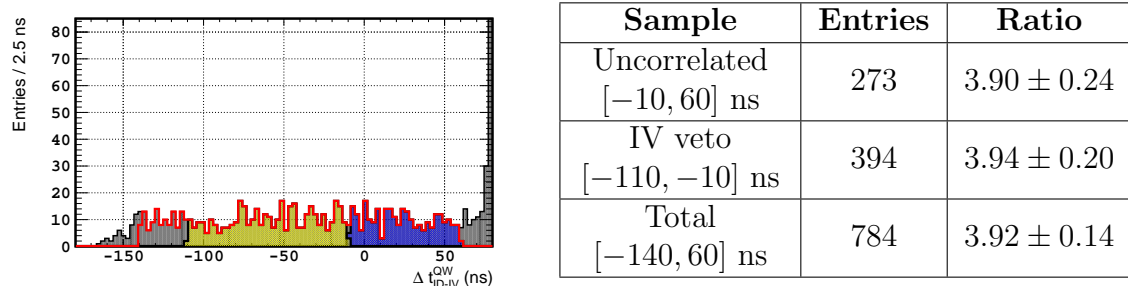 Entries / 2.5 ns
80
70
60
50
40
30
20
10
0
−150
−100
−50
0
50
Δ t^{QW}_{ID-IV} (ns)
Sample Entries Ratio
Uncorrelated
[−10, 60] ns
273 3.90 ± 0.24
IV veto
[−110, −10] ns
394 3.94 ± 0.20
Total
[−140, 60] ns
784 3.92 ± 0.14